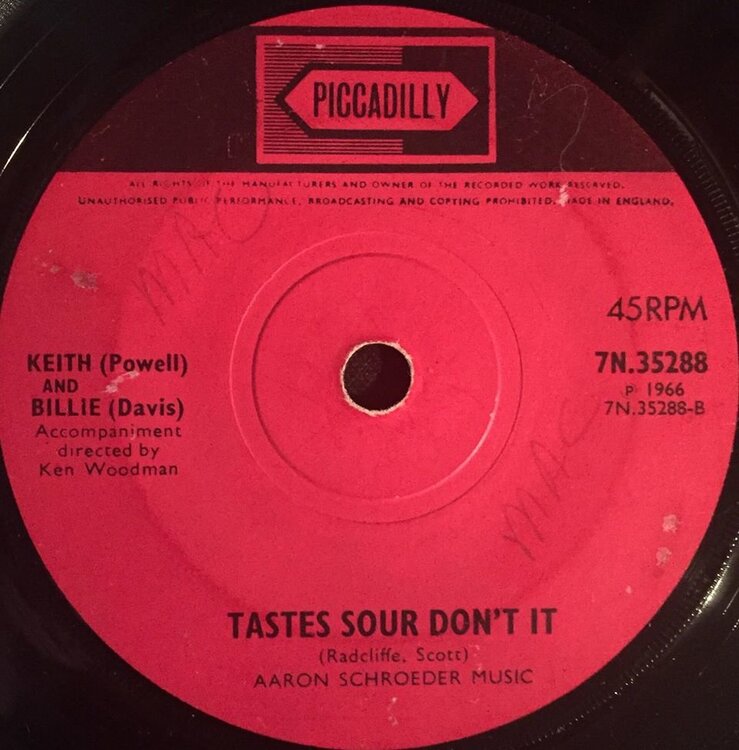 PICCADILLY
ALL RIGHTS OF THE MANUFACTURERS AND OWNER OF THE RECORDED WORK RESERVED.
UNAUTHORISED PUBLIC PERFORMANCE, BROADCASTING AND COPYING PROHIBITED. MADE IN ENGLAND.
MAC
45RPM
KEITH (Powell)
AND
BILLIE (Davis)
Accompaniment
directed by
Ken Woodman
7N.35288
P 1966
7N.35288-B
MAC
TASTES SOUR DON'T IT
(Radcliffe, Scott)
AARON SCHROEDER MUSIC